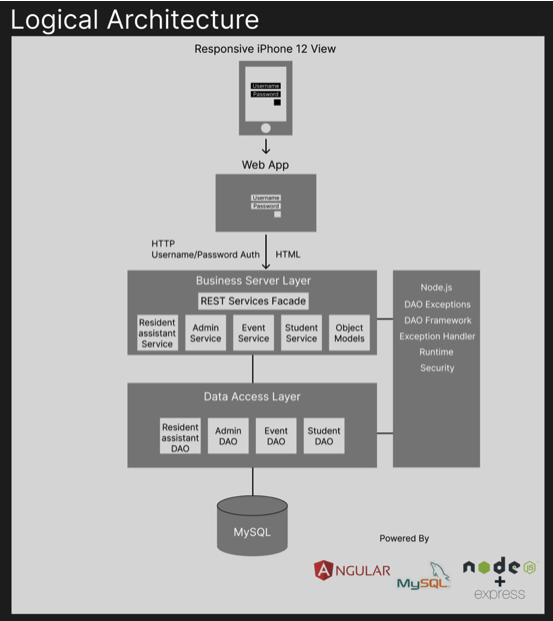 Logical Architecture
Responsive iPhone 12 View
Username
Password
Web App
Username
Password
HTTP
Username/Password Auth
HTML
Business Server Layer
REST Services Facade
Resident
assistant
Service
Admin
Service
Event
Service
Student
Service
Object
Models
Node.js
DAO Exceptions
DAO Framework
Exception Handler
Runtime
Security
Data Access Layer
Resident
assistant
DAO
Admin
DAO
Event
DAO
Student
DAO
MySQL
Powered By
ANGULAR
MySQL
node JS
+
express